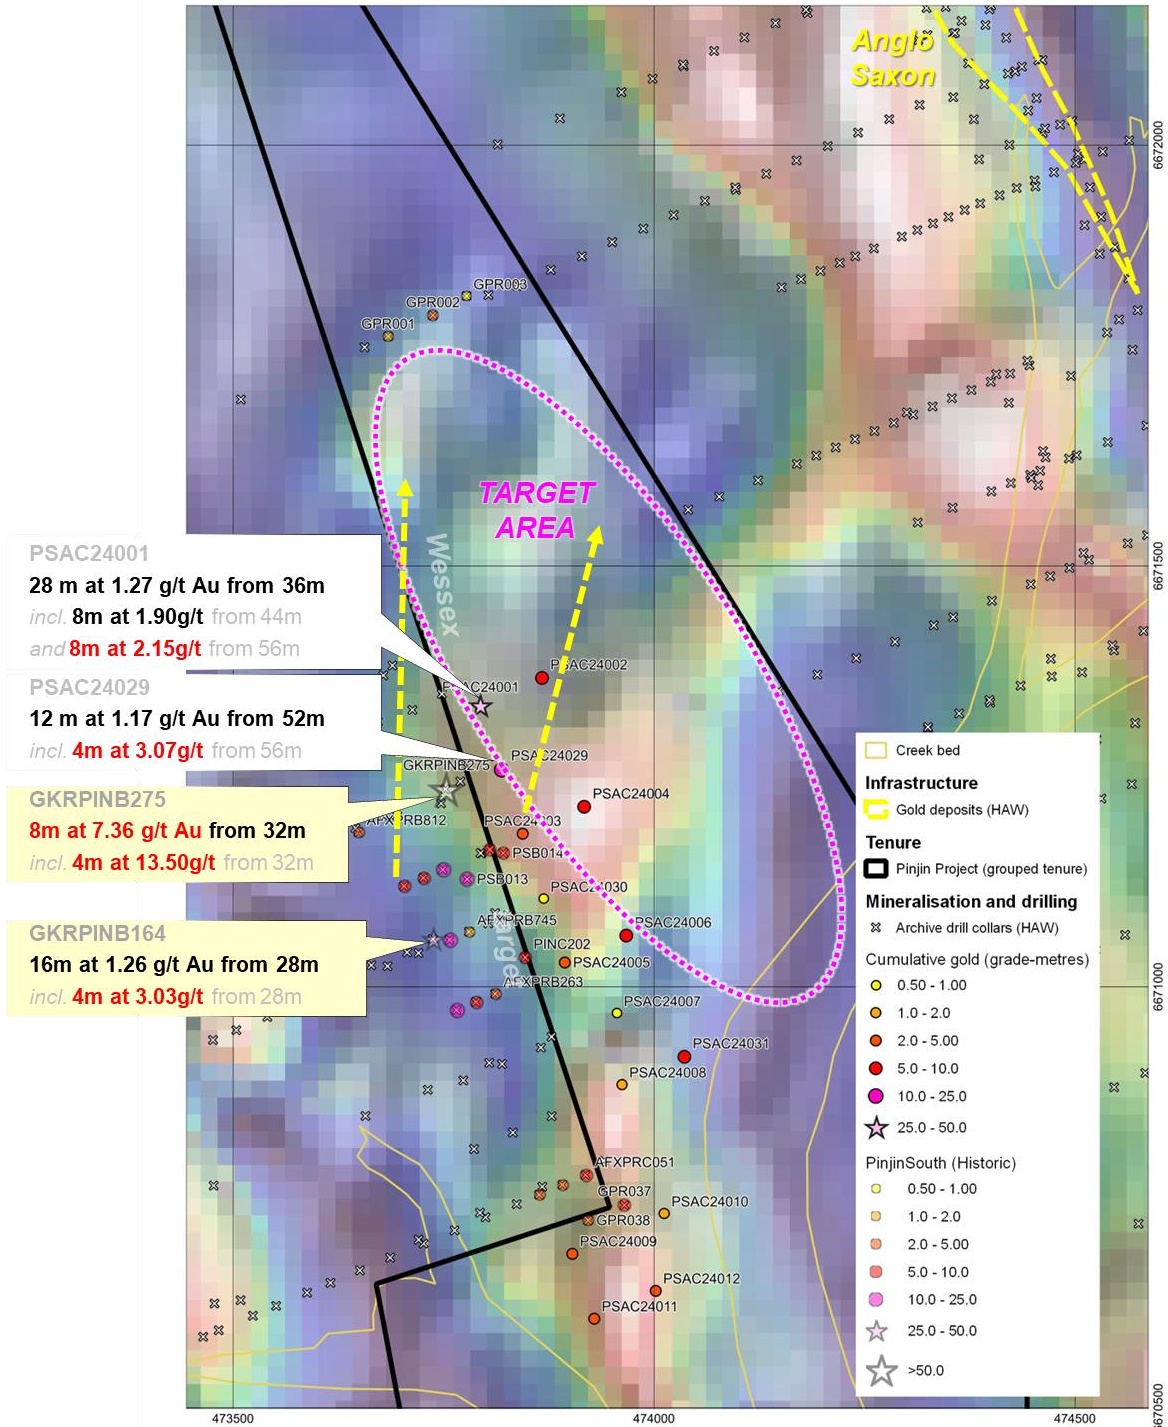 Anglo
Saxon
6672000
GPR003
GPR002
GPR001
TARGET
AREA
Wessex
6671500
PSAC24001
28 m at 1.27 g/t Au from 36m
incl. 8m at 1.90g/t from 44m
and 8m at 2.15g/t from 56m
PSAC24029
12 m at 1.17 g/t Au from 52m
incl. 4m at 3.07g/t from 56m
GKRPINB275
8m at 7.36 g/t Au from 32m
incl. 4m at 13.50g/t from 32m
GKRPINB164
16m at 1.26 g/t Au from 28m
incl. 4m at 3.03g/t from 28m
PSAC24002
PSAC24001
PSAC24029
GKRPINB275
PSAC24004
AFXPRB812
PSAC24003
PSB014
PSB013
PSAC24030
AFXPRB745
PSAC24006
PINC202
PSAC24005
AFXPRB263
6671000
PSAC24007
PSAC24031
PSAC24008
AFXPRC051
GPR037
PSAC24010
GPR038
PSAC24009
PSAC24012
PSAC24011
Creek bed
Infrastructure
Gold deposits (HAW)
Tenure
Pinjin Project (grouped tenure)
Mineralisation and drilling
Archive drill collars (HAW)
Cumulative gold (grade-metres)
0.50 - 1.00
1.0 - 2.0
2.0 - 5.00
5.0 - 10.0
10.0 - 25.0
25.0 - 50.0
PinjinSouth (Historic)
0.50 - 1.00
1.0 - 2.0
2.0 - 5.00
5.0 - 10.0
10.0 - 25.0
25.0 - 50.0
>50.0
6670500
473500
474000
474500